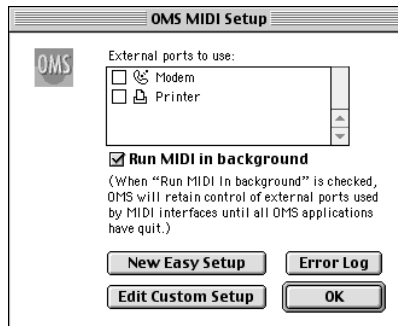 OMS MIDI Setup
OMS
External ports to use:
Modem
Printer
Run MIDI in background
(When “Run MIDI In background” is checked,
OMS will retain control of external ports used
by MIDI interfaces until all OMS applications
have quit.)
New Easy Setup
Error Log
Edit Custom Setup
OK